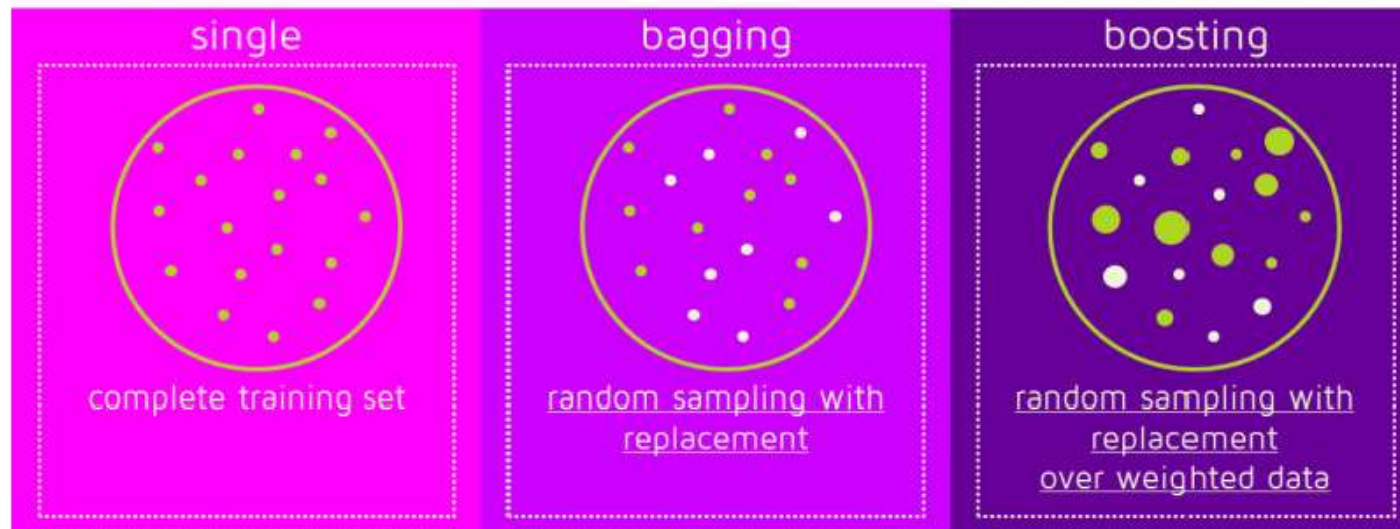 single
complete training set
bagging
random sampling with
replacement
boosting
random sampling with
replacement
over weighted data